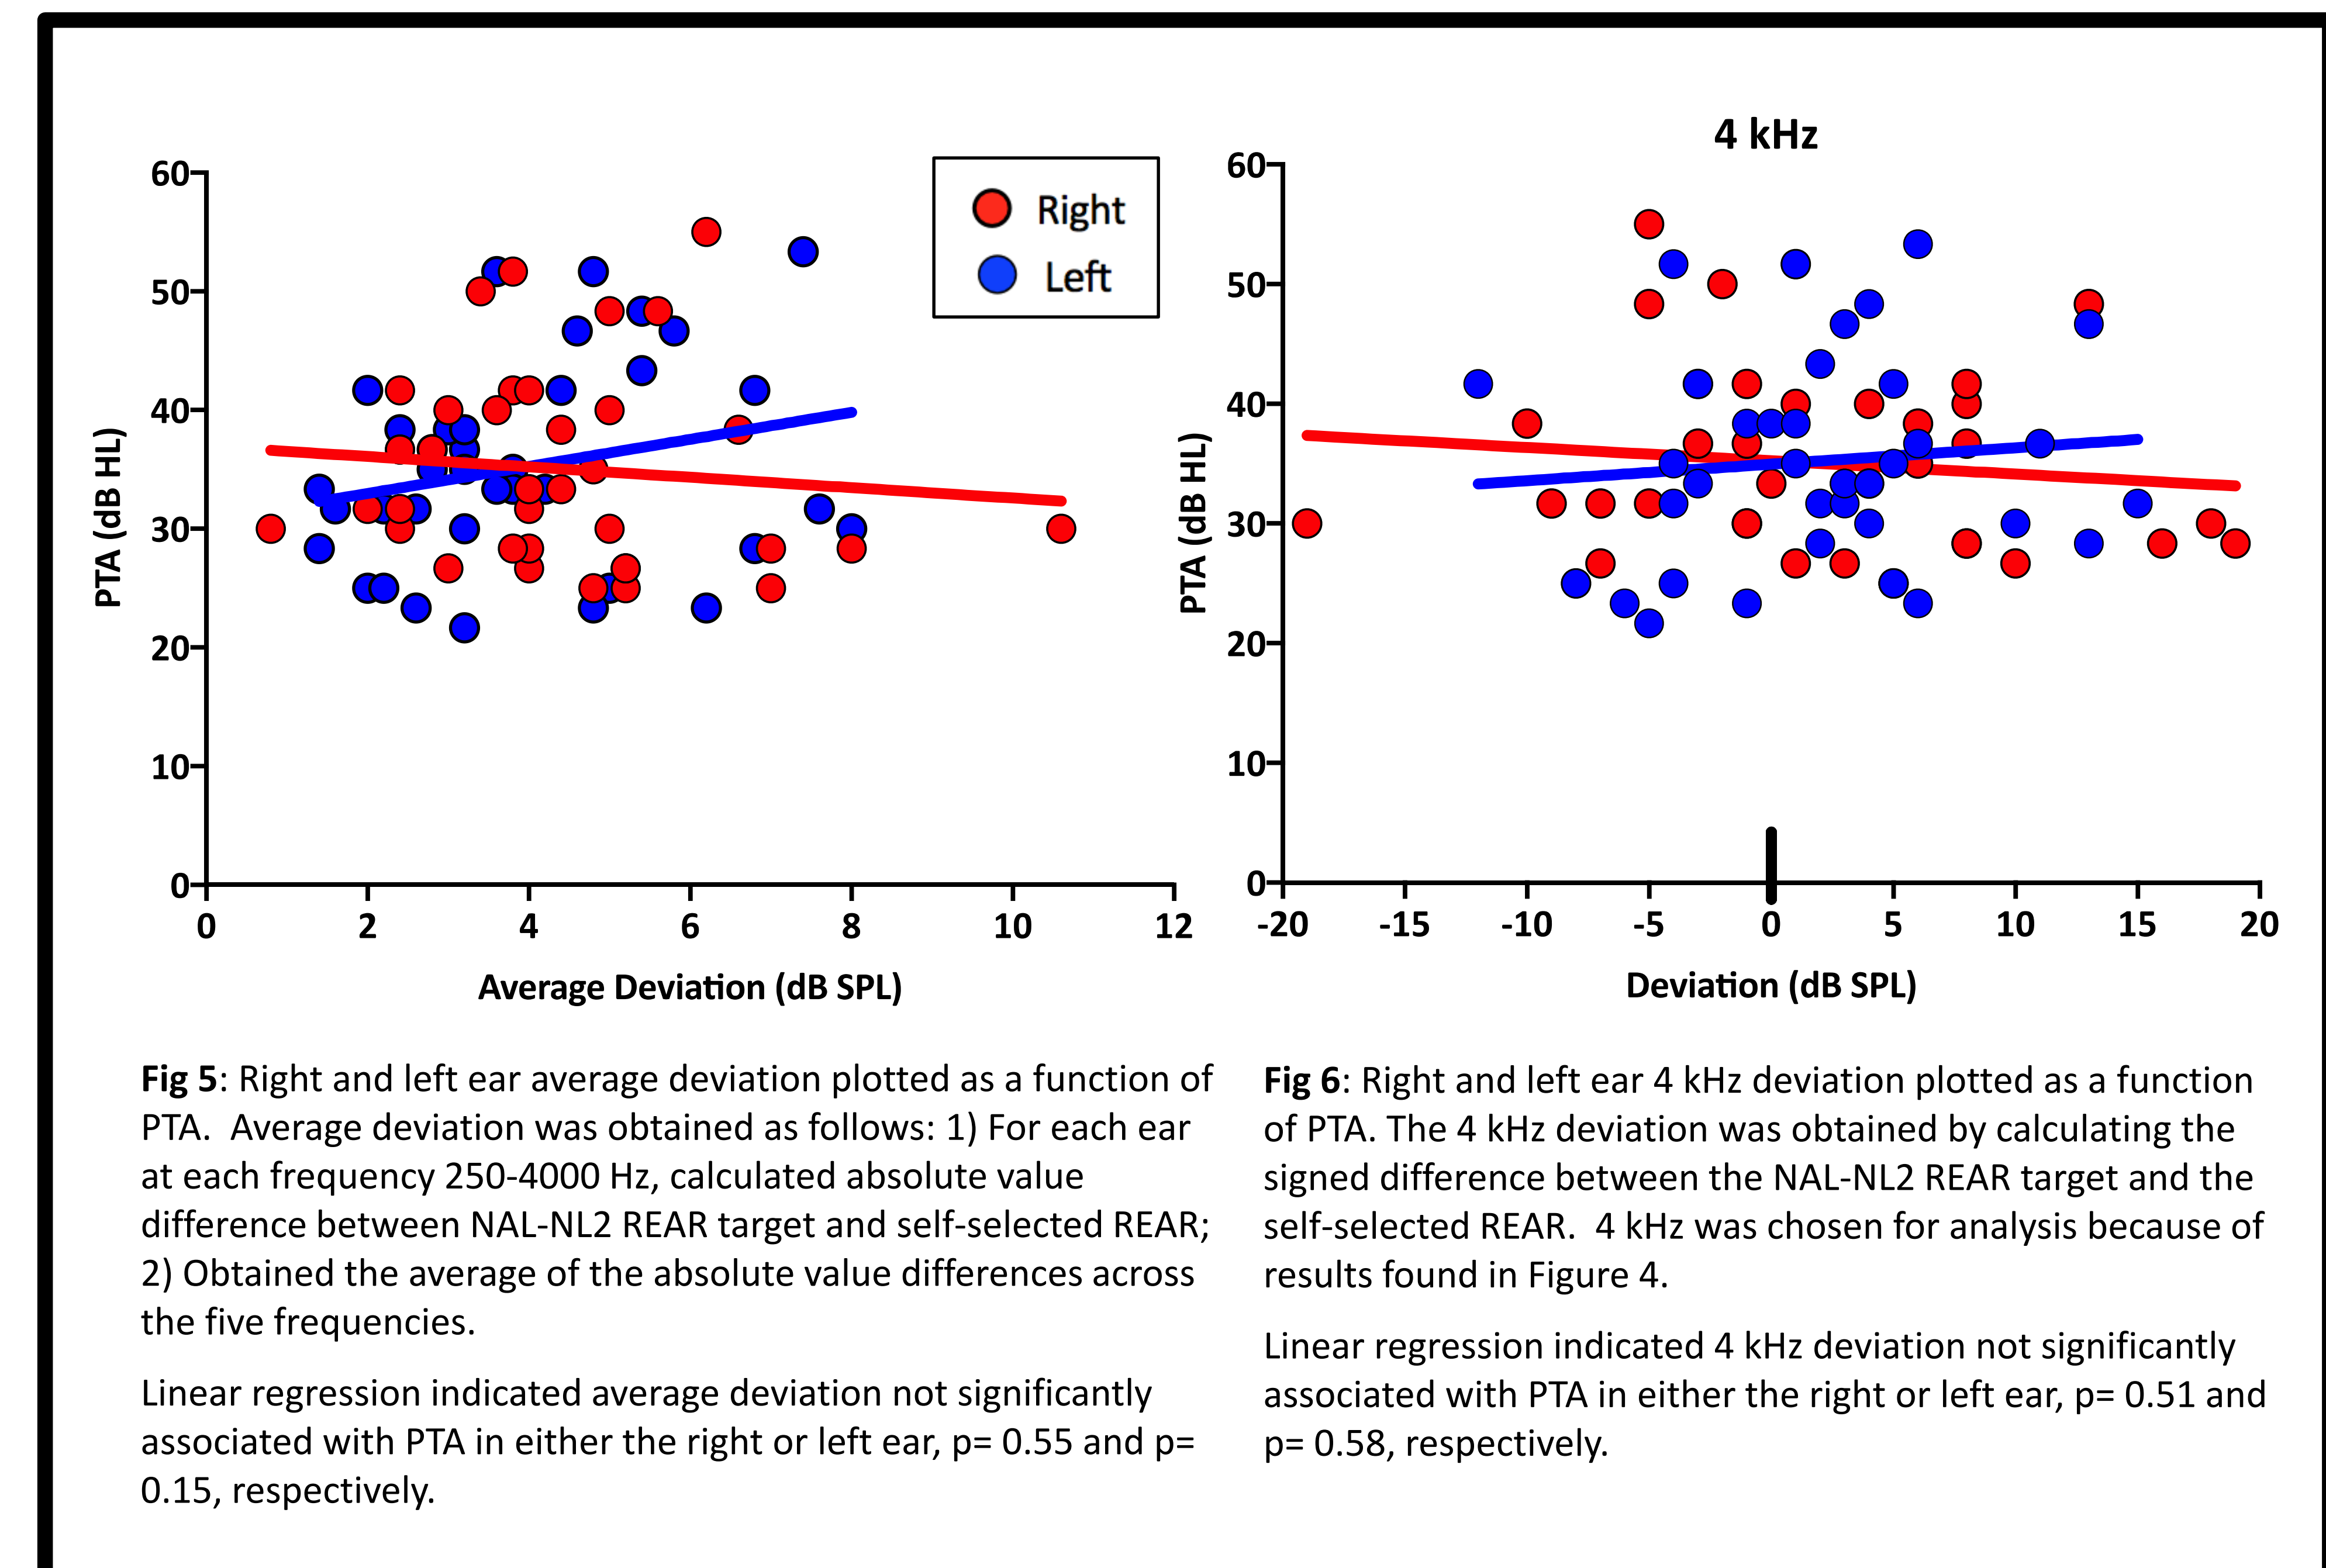 60
50
40
30
20
10
0
PTA (dB HL)
0 2 4 6 8 10 12
Average Deviation (dB SPL)
Right
Left
4 kHz
60
50
40
30
20
10
0
PTA (dB HL)
-20 -15 -10 -5 0 5 10 15 20
Deviation (dB SPL)
Fig 5: Right and left ear average deviation plotted as a function of
PTA.  Average deviation was obtained as follows: 1) For each ear
at each frequency 250-4000 Hz, calculated absolute value
difference between NAL-NL2 REAR target and self-selected REAR;
2) Obtained the average of the absolute value differences across
the five frequencies.
Linear regression indicated average deviation not significantly
associated with PTA in either the right or left ear, p= 0.55 and p=
0.15, respectively.
Fig 6: Right and left ear 4 kHz deviation plotted as a function
of PTA. The 4 kHz deviation was obtained by calculating the
signed difference between the NAL-NL2 REAR target and the
self-selected REAR.  4 kHz was chosen for analysis because of
results found in Figure 4.
Linear regression indicated 4 kHz deviation not significantly
associated with PTA in either the right or left ear, p= 0.51 and
p= 0.58, respectively.